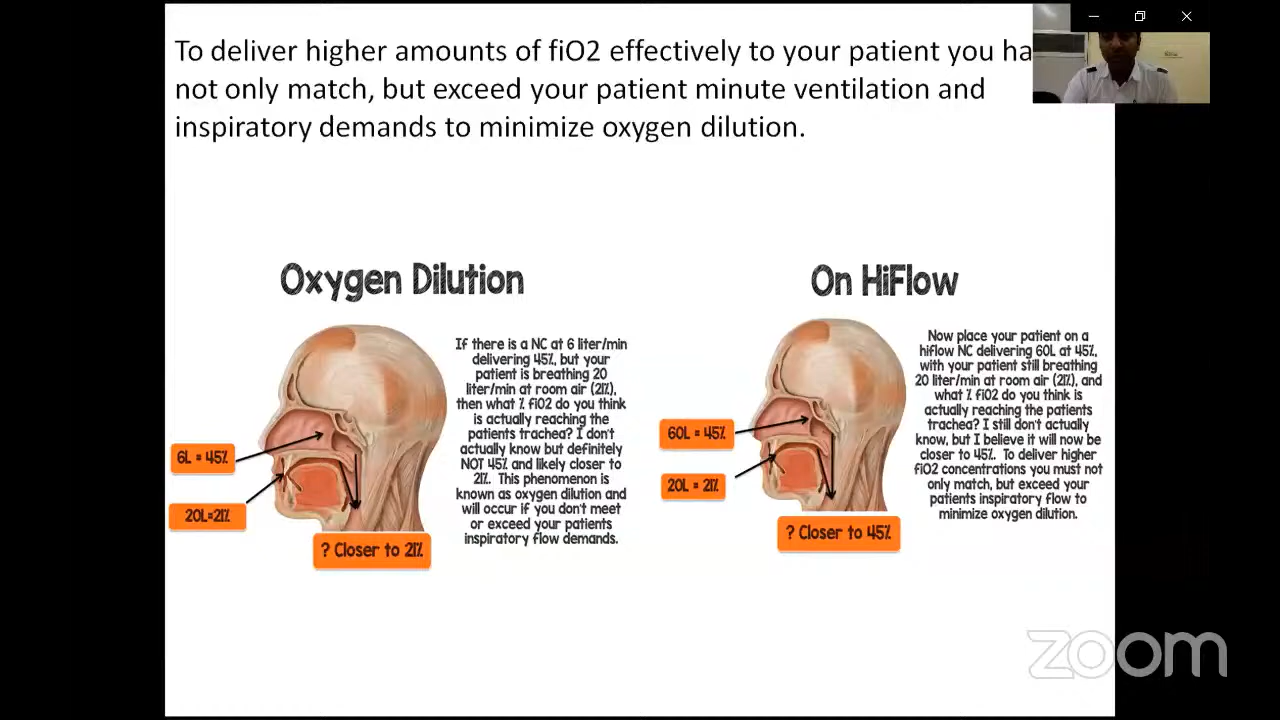 To deliver higher amounts of fiO2 effectively to your patient you ha
not only match, but exceed your patient minute ventilation and
inspiratory demands to minimize oxygen dilution.
Oxygen Dilution
If there is a NC at 6 liter/min
delivering 45%, but your
patient is breathing 20
liter/min at room air (21%),
then what % fiO2 do you think
is actually reaching the
patients trachea? I don't
actually know but definitely
NOT 45% and likely closer to
21%. This phenomenon is
known as oxygen dilution and
will occur if you don't meet
or exceed your patients
inspiratory flow demands.
6L = 45%
20L=21%
? Closer to 21%
On HiFlow
Now place your patient on a
hiflow NC delivering 60L at 45%,
with your patient still breathing
20 liter/min at room air (21%), and
what % fiO2 do you think is
actually reaching the patients
trachea? I still don't actually
know, but I believe it will now be
closer to 45%. To deliver higher
fiO2 concentrations you must not
only match, but exceed your
patients inspiratory flow to
minimize oxygen dilution.
60L = 45%
20L = 21%
? Closer to 45%
zoom